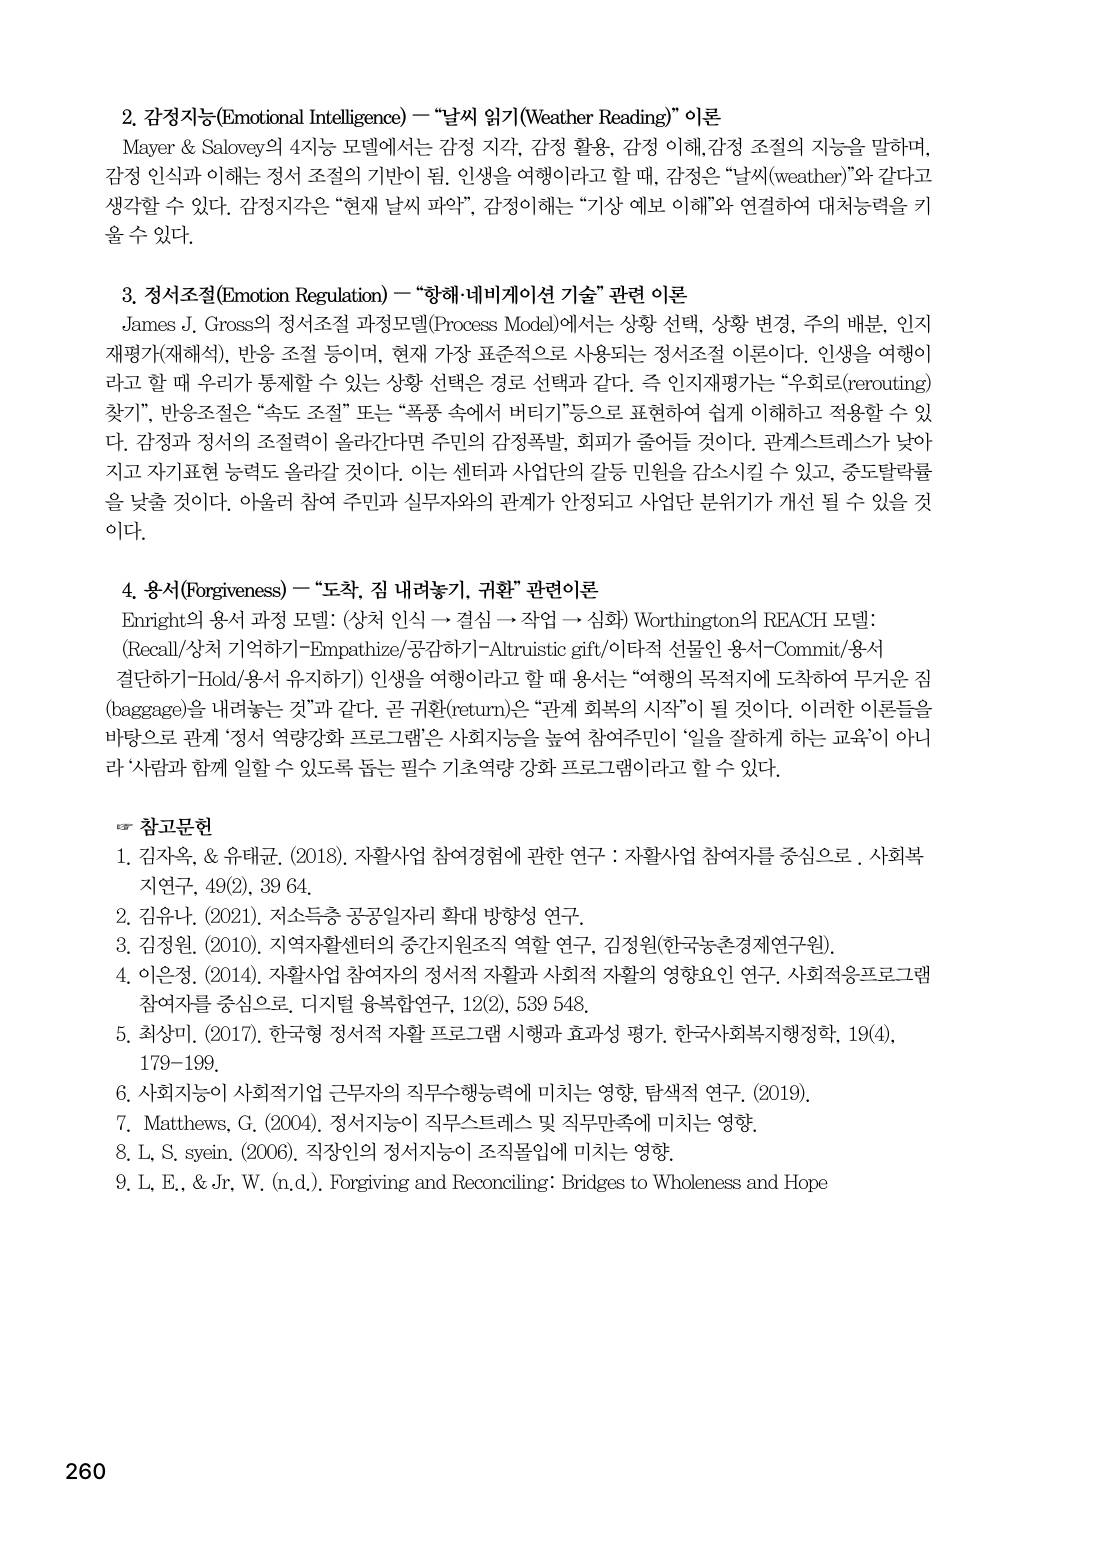 2. 감정지능(Emotional Intelligence) — “날씨 읽기(Weather Reading)” 이론
Mayer & Salovey의 4지능 모델에서는 감정 지각, 감정 활용, 감정 이해,감정 조절의 지능을 말하며,
감정 인식과 이해는 정서 조절의 기반이 됨. 인생을 여행이라고 할 때, 감정은 “날씨(weather)”와 같다고
생각할 수 있다. 감정지각은 “현재 날씨 파악”, 감정이해는 “기상 예보 이해”와 연결하여 대처능력을 키
울 수 있다.
3. 정서조절(Emotion Regulation) — “항해·네비게이션 기술” 관련 이론
James J. Gross의 정서조절 과정모델(Process Model)에서는 상황 선택, 상황 변경, 주의 배분, 인지
재평가(재해석), 반응 조절 등이며, 현재 가장 표준적으로 사용되는 정서조절 이론이다. 인생을 여행이
라고 할 때 우리가 통제할 수 있는 상황 선택은 경로 선택과 같다. 즉 인지재평가는 “우회로(rerouting)
찾기”, 반응조절은 “속도 조절” 또는 “폭풍 속에서 버티기”등으로 표현하여 쉽게 이해하고 적용할 수 있
다. 감정과 정서의 조절력이 올라간다면 주민의 감정폭발, 회피가 줄어들 것이다. 관계스트레스가 낮아
지고 자기표현 능력도 올라갈 것이다. 이는 센터과 사업단의 갈등 민원을 감소시킬 수 있고, 중도탈락률
을 낮출 것이다. 아울러 참여 주민과 실무자와의 관계가 안정되고 사업단 분위기가 개선 될 수 있을 것
이다.
4. 용서(Forgiveness) — “도착, 짐 내려놓기, 귀환” 관련이론
Enright의 용서 과정 모델: (상처 인식 → 결심 → 작업 → 심화) Worthington의 REACH 모델:
(Recall/상처 기억하기-Empathize/공감하기-Altruistic gift/이타적 선물인 용서-Commit/용서
결단하기-Hold/용서 유지하기) 인생을 여행이라고 할 때 용서는 “여행의 목적지에 도착하여 무거운 짐
(baggage)을 내려놓는 것”과 같다. 곧 귀환(return)은 “관계 회복의 시작”이 될 것이다. 이러한 이론들을
바탕으로 관계 ‘정서 역량강화 프로그램’은 사회지능을 높여 참여주민이 ‘일을 잘하게 하는 교육’이 아니
라 ‘사람과 함께 일할 수 있도록 돕는 필수 기초역량 강화 프로그램이라고 할 수 있다.
☞ 참고문헌
1. 김자옥, & 유태균. (2018). 자활사업 참여경험에 관한 연구 : 자활사업 참여자를 중심으로 . 사회복
지연구, 49(2), 39 64.
2. 김유나. (2021). 저소득층 공공일자리 확대 방향성 연구.
3. 김정원. (2010). 지역자활센터의 중간지원조직 역할 연구, 김정원(한국농촌경제연구원).
4. 이은정. (2014). 자활사업 참여자의 정서적 자활과 사회적 자활의 영향요인 연구. 사회적응프로그램
참여자를 중심으로. 디지털 융복합연구, 12(2), 539 548.
5. 최상미. (2017). 한국형 정서적 자활 프로그램 시행과 효과성 평가. 한국사회복지행정학, 19(4),
179-199.
6. 사회지능이 사회적기업 근무자의 직무수행능력에 미치는 영향, 탐색적 연구. (2019).
7. Matthews, G. (2004). 정서지능이 직무스트레스 및 직무만족에 미치는 영향.
8. L, S. syein. (2006). 직장인의 정서지능이 조직몰입에 미치는 영향.
9. L, E., & Jr, W. (n.d.). Forgiving and Reconciling: Bridges to Wholeness and Hope
260